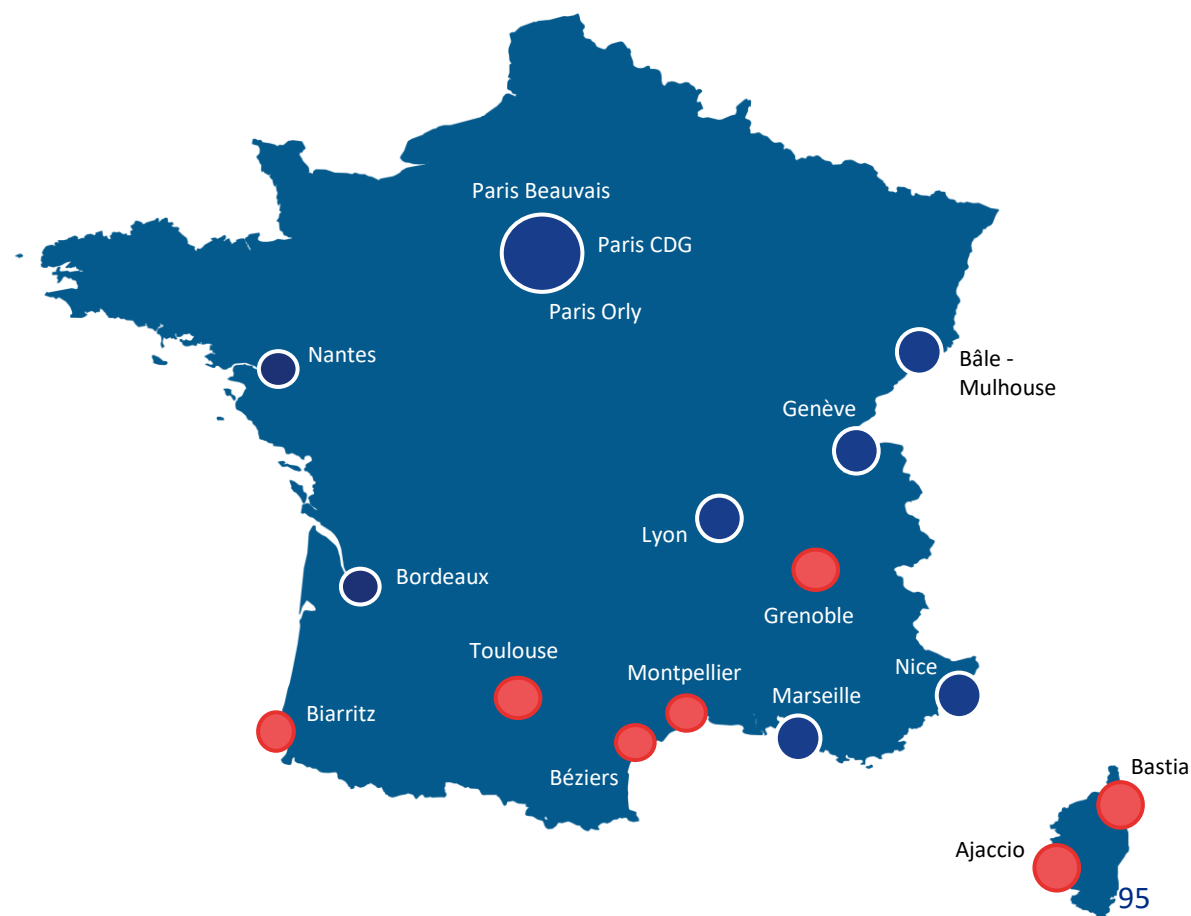 Paris Beauvais
Paris CDG
Paris Orly
Nantes
Bâle -
Mulhouse
Genève
Lyon
Bordeaux
Grenoble
Toulouse
Montpellier
Nice
Marseille
Biarritz
Béziers
Bastia
Ajaccio
95